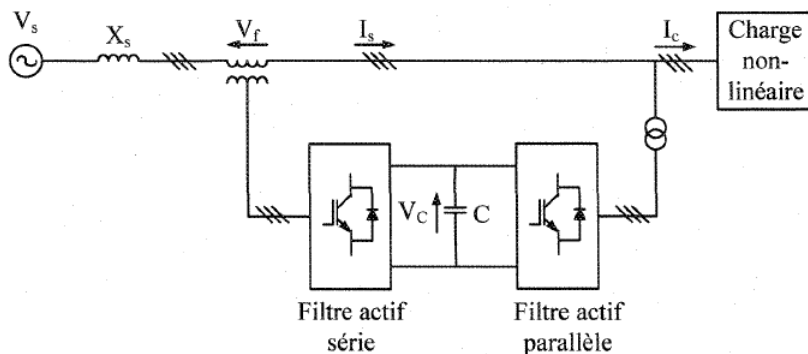 V_s
X_s
V_f
I_s
I_c
Charge
non-
linéaire
V_C
C
Filtre actif
série
Filtre actif
parallèle